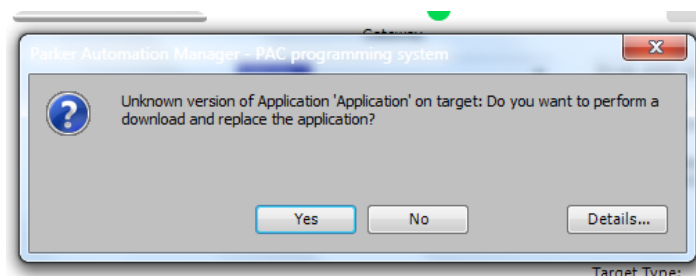 Gateway
Parker Automation Manager - PAC programming system
Unknown version of Application 'Application' on target: Do you want to perform a
download and replace the application?
Yes
No
Details...
Target Type: